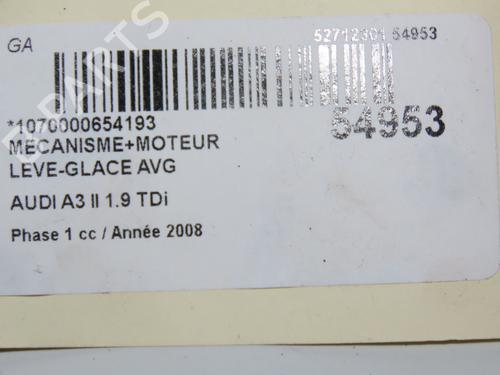 GA
52712301 54953
*1070000654193
54953
MECANISME+MOTEUR
LEVE-GLACE AVG
AUDI A3 II 1.9 TDi
Phase 1 cc / Année 2008